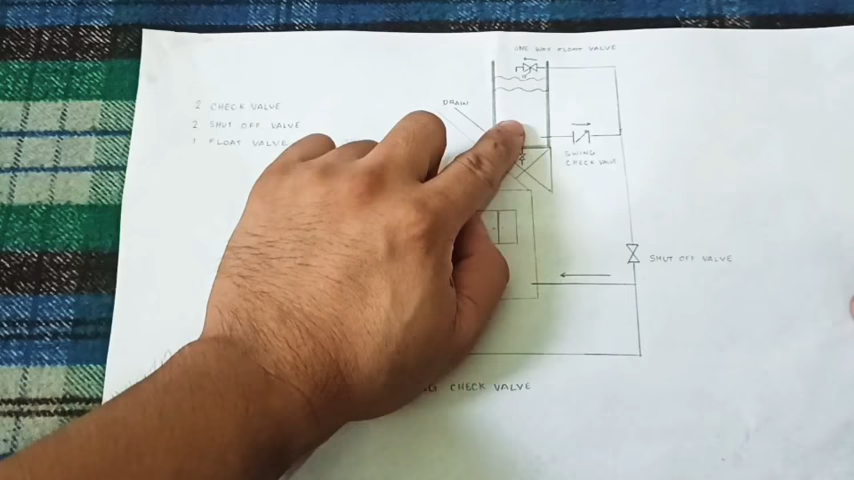 ONE WAY FLOAT VALVE
2 CHECK VALVE
2 SHUT OFF VALVE
1 FLOAT VALVE
DRAIN
SWING
CHECK VALVE
SHUT OFF VALVE
CHECK VALVE